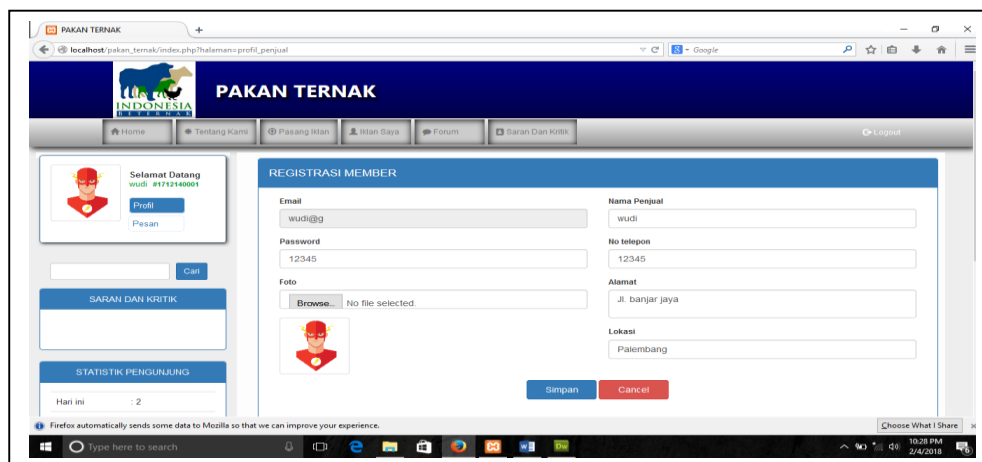 PAKAN TERNAK
localhost/pakan_ternak/index.php?halaman=profil_penjual
Google
INDONESIA
BETERNAK
PAKAN TERNAK
Home
Tentang Kami
Pasang Iklan
Iklan Saya
Forum
Saran Dan Kritik
Logout
Selamat Datang
wudi #1712140001
Profil
Pesan
Cari
SARAN DAN KRITIK
STATISTIK PENGUNJUNG
Hari ini : 2
REGISTRASI MEMBER
Email
wudi@g
Nama Penjual
wudi
Password
12345
No telepon
12345
Foto
Browse... No file selected.
Alamat
Jl. banjar jaya
Lokasi
Palembang
Simpan
Cancel
Firefox automatically sends some data to Mozilla so that we can improve your experience.
Choose What I Share
Type here to search
10:28 PM
2/4/2018